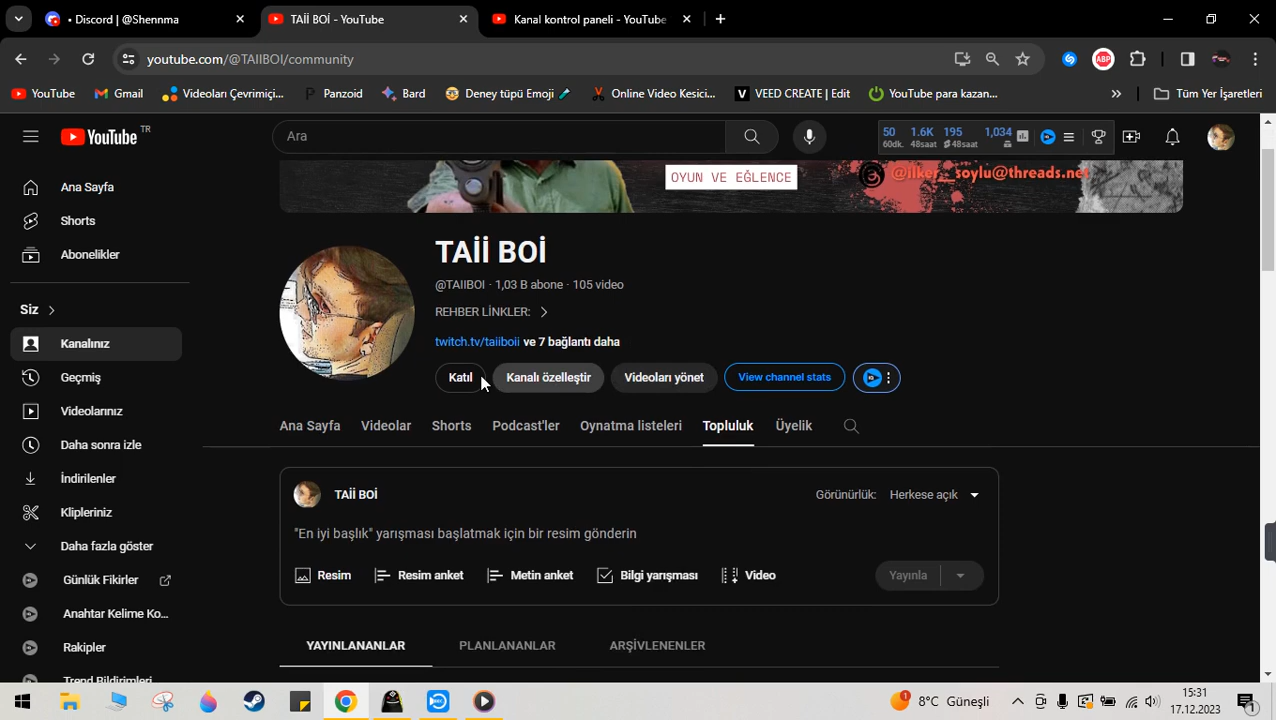 • Discord | @Shennma
TAİİ BOİ - YouTube
Kanal kontrol paneli - YouTube
youtube.com/@TAIIBOI/community
ABP
YouTube
Gmail
Videoları Çevrimiçi...
Panzoid
Bard
Deney tüpü Emoji
Online Video Kesici...
V VEED CREATE | Edit
YouTube para kazan...
»
Tüm Yer İşaretleri
YouTube TR
Ara
50 1.6K 195 1,034
60dk. 48saat 48saat
OYUN VE EĞLENCE
@ilker__soylu@threads.net
Ana Sayfa
Shorts
Abonelikler
Siz
Kanalınız
Geçmiş
Videolarınız
Daha sonra izle
İndirilenler
Klipleriniz
Daha fazla göster
Günlük Fikirler
Anahtar Kelime Ko...
Rakipler
Trend Bildirimleri
TAİİ BOİ
@TAIIBOI · 1,03 B abone · 105 video
REHBER LİNKLER:
twitch.tv/taiiboii ve 7 bağlantı daha
Katıl
Kanalı özelleştir
Videoları yönet
View channel stats
Ana Sayfa
Videolar
Shorts
Podcast'ler
Oynatma listeleri
Topluluk
Üyelik
TAİİ BOİ
Görünürlük: Herkese açık
"En iyi başlık" yarışması başlatmak için bir resim gönderin
Resim
Resim anket
Metin anket
Bilgi yarışması
Video
Yayınla
YAYINLANANLAR
PLANLANANLAR
ARŞİVLENENLER
1
8°C Güneşli
15:31
17.12.2023
1